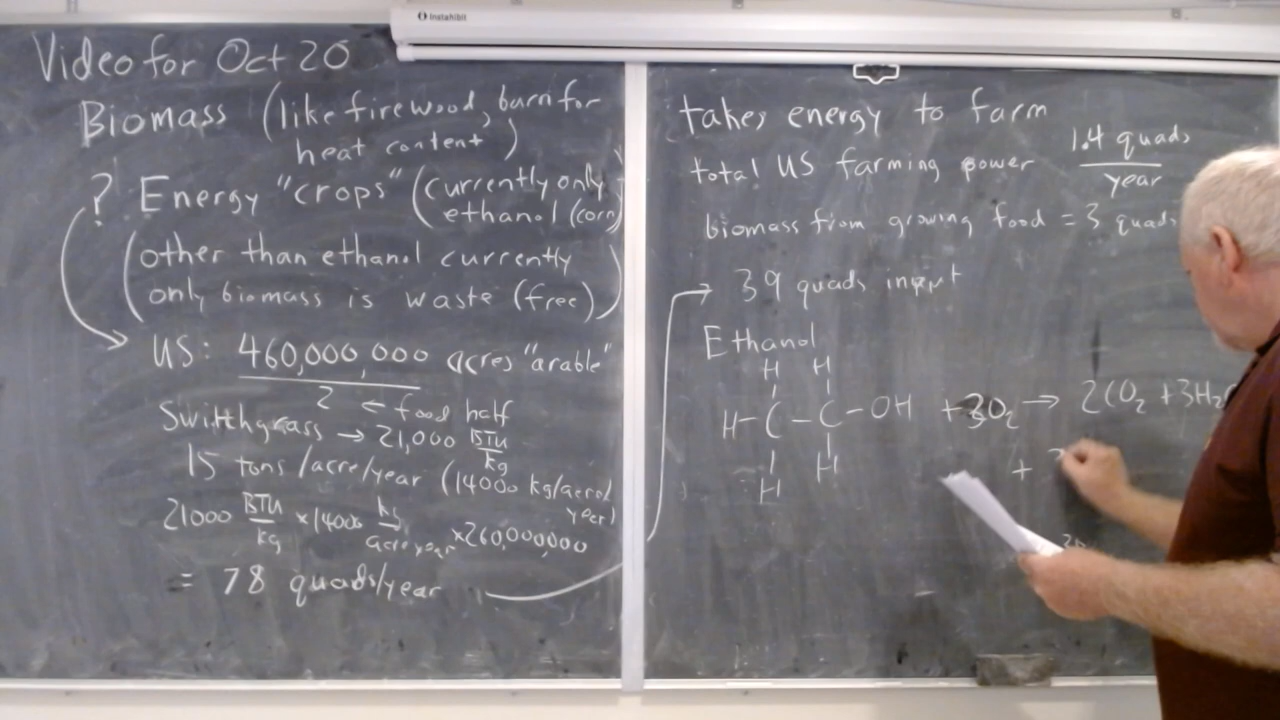 Instahibit
Video for Oct 20
Biomass (like firewood, burn for
heat content)
? Energy "crops" (currently only
ethanol (corn)
(other than ethanol currently
only biomass is waste (free))
US: 460,000,000 acres "arable"
2 ← food half
Switchgrass → 21,000 BTU
kg
15 tons/acre/year (14000 kg/acre/
year)
21000 BTU
kg
×14000 kg
acre year
×260,000,000
= 78 quads/year
takes energy to farm
total US farming power 1.4 quads
year
biomass from growing food = 3 quads
39 quads input
Ethanol
H H
H-C-C-OH +3O2 → 2CO2 +3H2
H H
+